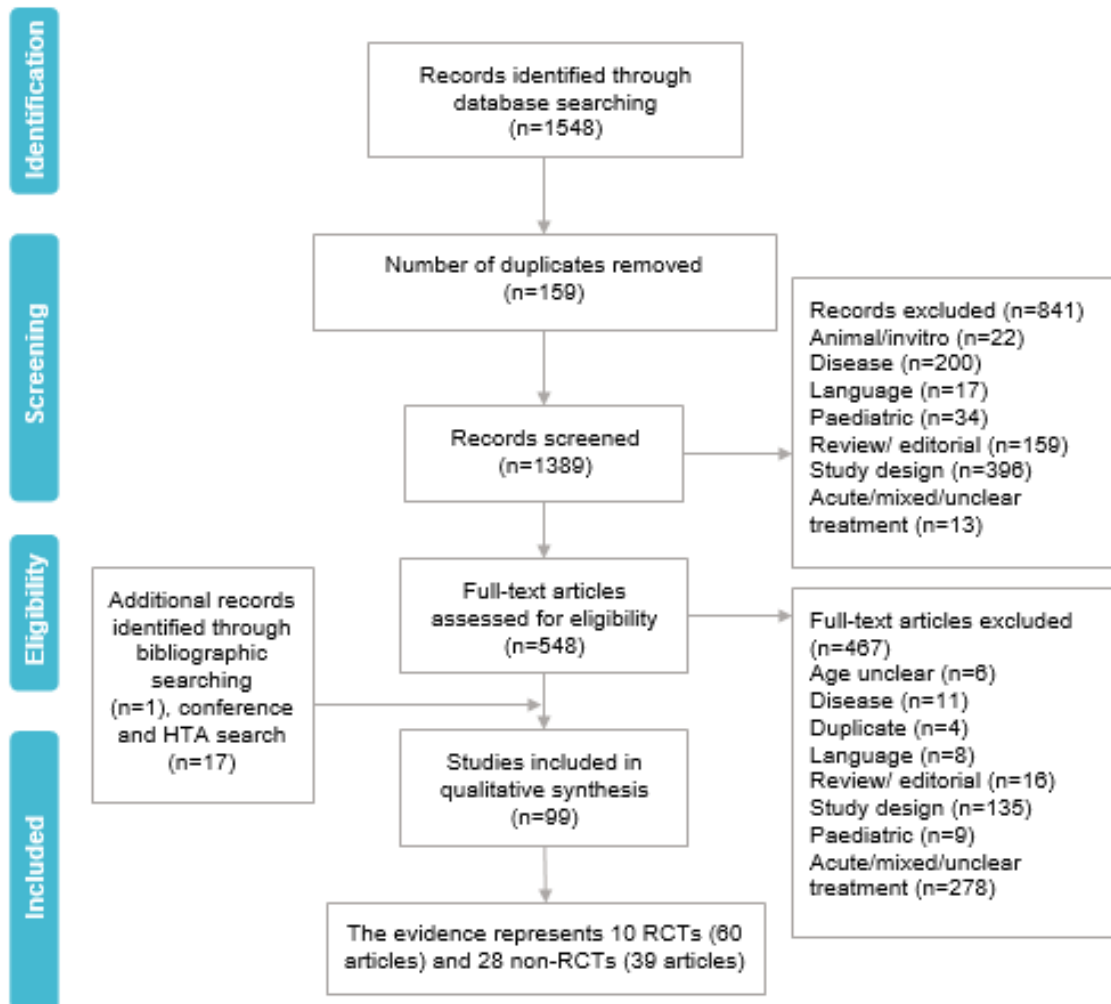 Identification
Records identified through
database searching
(n=1548)
Screening
Number of duplicates removed
(n=159)
Records screened
(n=1389)
Records excluded (n=841)
Animal/invitro (n=22)
Disease (n=200)
Language (n=17)
Paediatric (n=34)
Review/ editorial (n=159)
Study design (n=396)
Acute/mixed/unclear
treatment (n=13)
Eligibility
Full-text articles
assessed for eligibility
(n=548)
Additional records
identified through
bibliographic
searching
(n=1), conference
and HTA search
(n=17)
Full-text articles excluded
(n=467)
Age unclear (n=6)
Disease (n=11)
Duplicate (n=4)
Language (n=8)
Review/ editorial (n=16)
Study design (n=135)
Paediatric (n=9)
Acute/mixed/unclear
treatment (n=278)
Included
Studies included in
qualitative synthesis
(n=99)
The evidence represents 10 RCTs (60
articles) and 28 non-RCTs (39 articles)